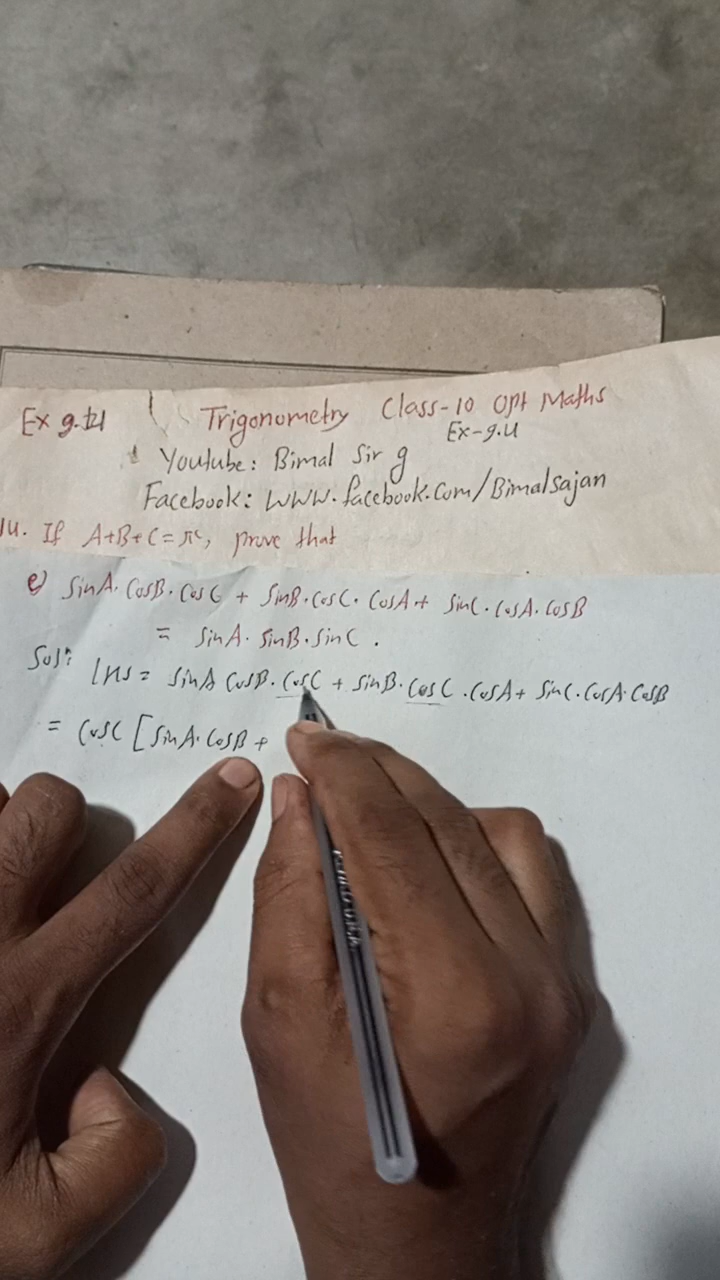 Ex 9.4 Trigonometry Class-10 Opt Maths
Ex-9.4
Youtube: Bimal Sir g
Facebook: WWW.facebook.Com/Bimalsajan
14. If A+B+C=πᶜ, prove that
e) SinA. CosB. CosC + SinB.CosC. CosA + SinC.CosA.CosB
= SinA. SinB.SinC.
Solⁿ: LHS = SinA CosB. CosC + SinB. CosC .CosA + SinC.CosA.CosB
= CosC [SinA.CosB +